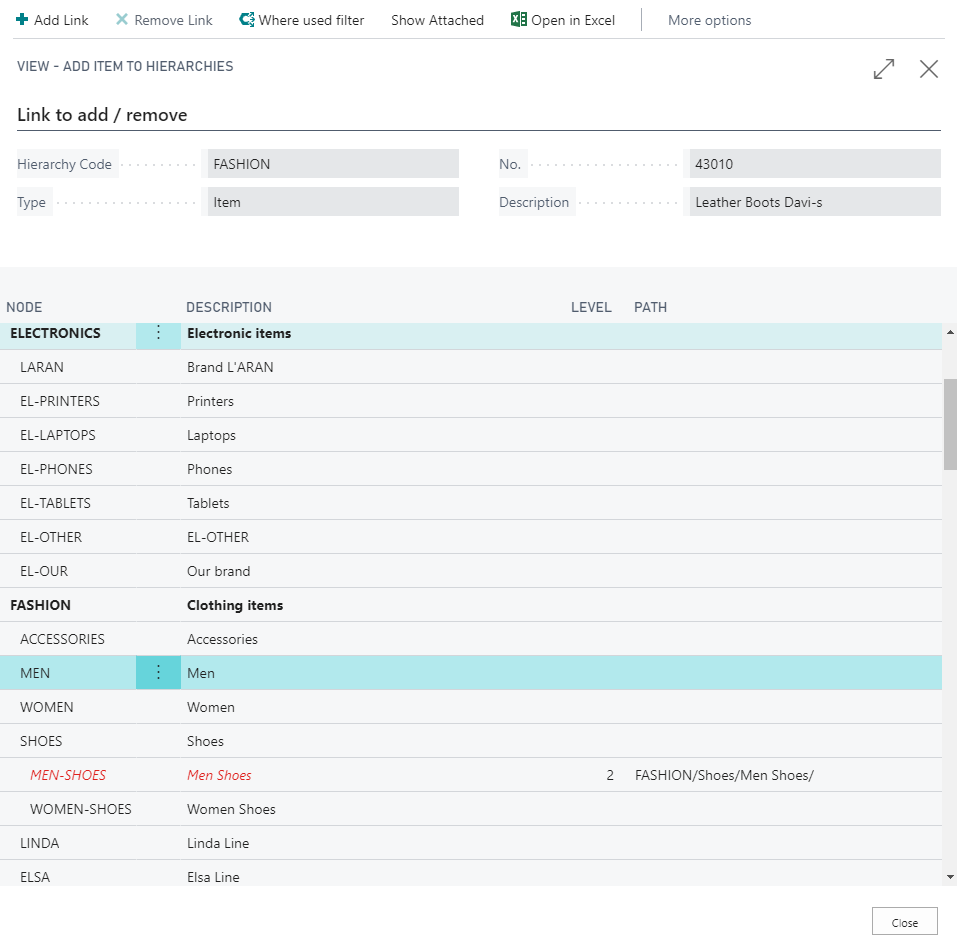 Add Link Remove Link Where used filter Show Attached Open in Excel More options
VIEW - ADD ITEM TO HIERARCHIES
Link to add / remove
Hierarchy Code FASHION No. 43010
Type Item Description Leather Boots Davi-s
NODE DESCRIPTION LEVEL PATH
ELECTRONICS Electronic items
LARAN Brand L'ARAN
EL-PRINTERS Printers
EL-LAPTOPS Laptops
EL-PHONES Phones
EL-TABLETS Tablets
EL-OTHER EL-OTHER
EL-OUR Our brand
FASHION Clothing items
ACCESSORIES Accessories
MEN Men
WOMEN Women
SHOES Shoes
MEN-SHOES Men Shoes 2 FASHION/Shoes/Men Shoes/
WOMEN-SHOES Women Shoes
LINDA Linda Line
ELSA Elsa Line
Close